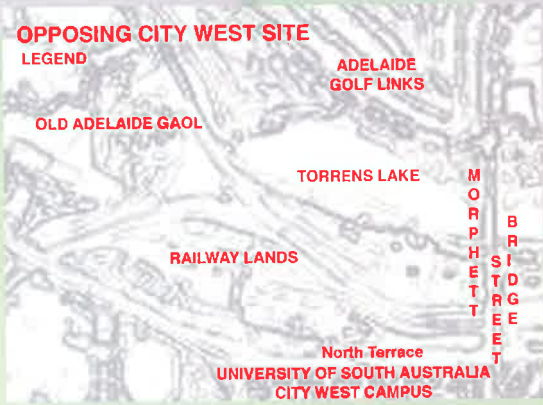 OPPOSING CITY WEST SITE
LEGEND
ADELAIDE
GOLF LINKS
OLD ADELAIDE GAOL
TORRENS LAKE
MORPHETT
STREET
BRIDGE
RAILWAY LANDS
North Terrace
UNIVERSITY OF SOUTH AUSTRALIA
CITY WEST CAMPUS